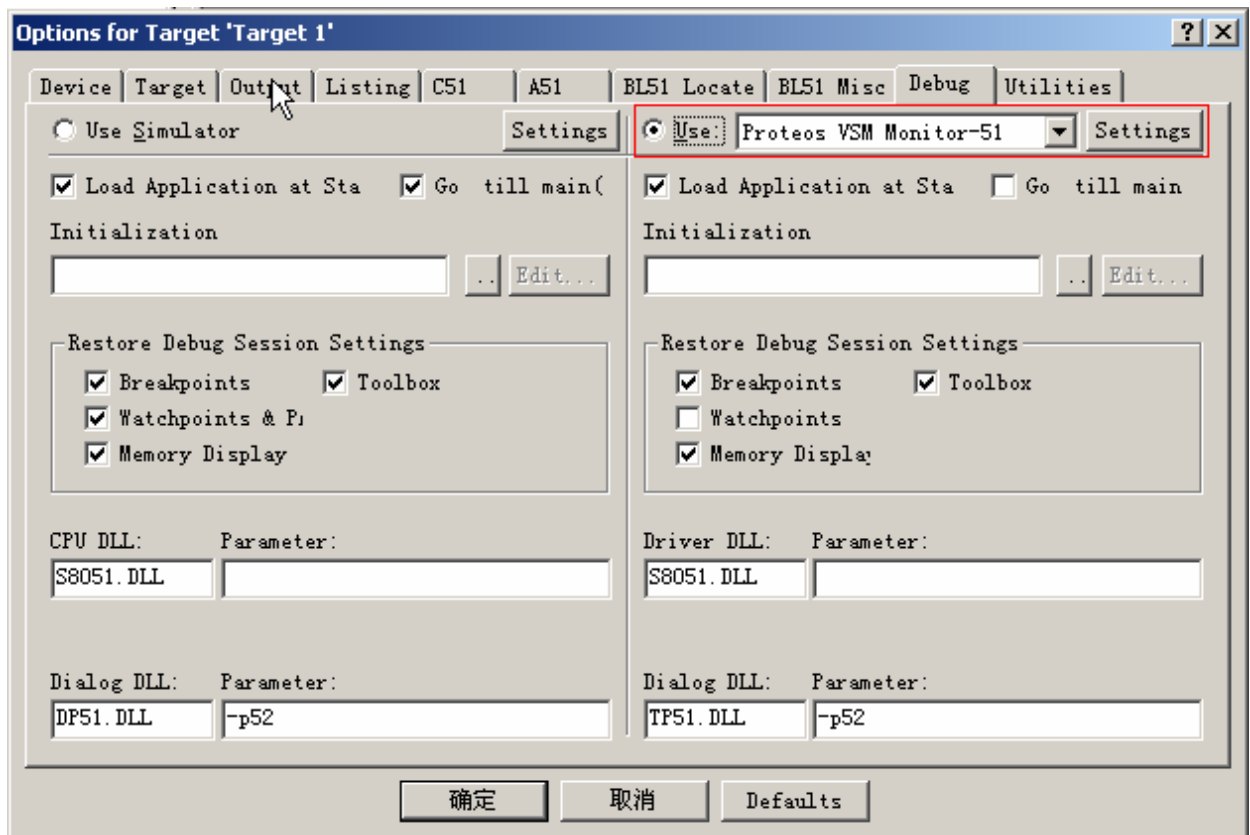 Options for Target 'Target 1'
Device Target Output Listing C51 A51 BL51 Locate BL51 Misc Debug Utilities
Use Simulator Settings Use: Proteos VSM Monitor-51 Settings
Load Application at Sta Go till main( Load Application at Sta Go till main
Initialization Initialization
.. Edit... .. Edit...
Restore Debug Session Settings Restore Debug Session Settings
Breakpoints Toolbox Breakpoints Toolbox
Watchpoints & Pa Watchpoints
Memory Display Memory Display
CPU DLL: Parameter: Driver DLL: Parameter:
S8051.DLL S8051.DLL
Dialog DLL: Parameter: Dialog DLL: Parameter:
DP51.DLL -p52 TP51.DLL -p52
确定 取消 Defaults